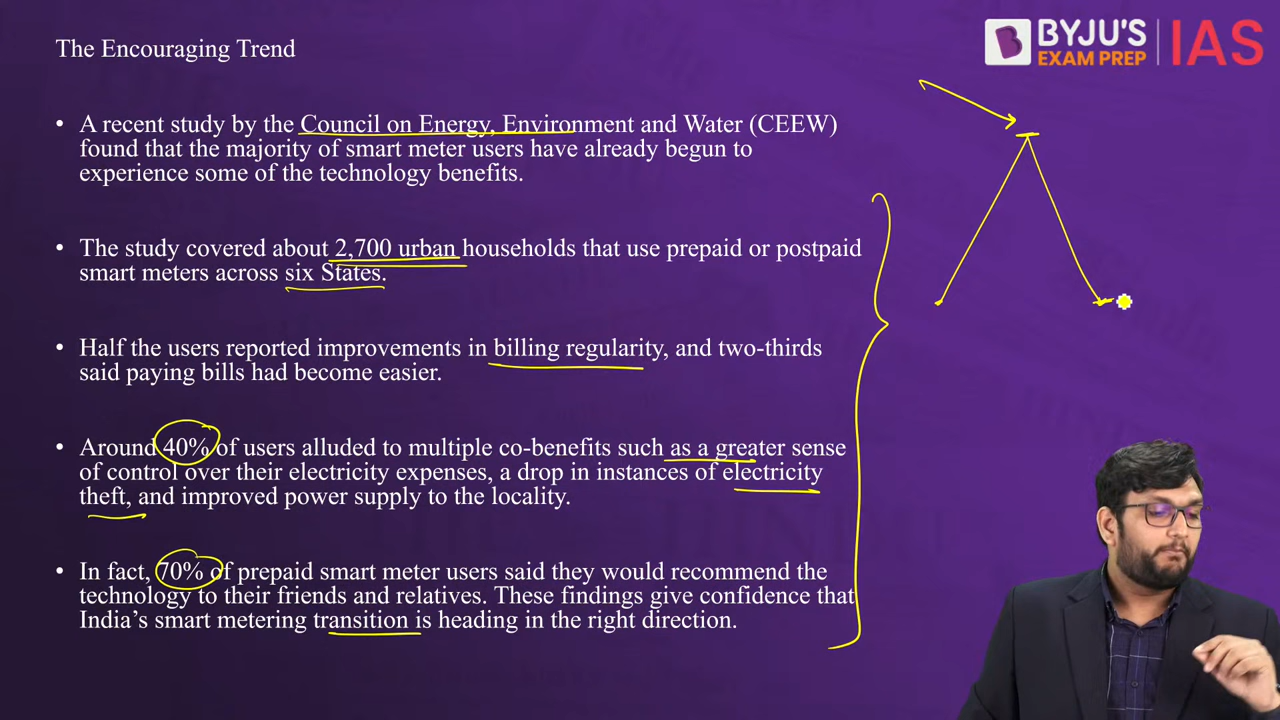 The Encouraging Trend
BYJU'S
EXAM PREP
IAS
• A recent study by the Council on Energy, Environment and Water (CEEW)
found that the majority of smart meter users have already begun to
experience some of the technology benefits.
• The study covered about 2,700 urban households that use prepaid or postpaid
smart meters across six States.
• Half the users reported improvements in billing regularity, and two-thirds
said paying bills had become easier.
• Around 40% of users alluded to multiple co-benefits such as a greater sense
of control over their electricity expenses, a drop in instances of electricity
theft, and improved power supply to the locality.
• In fact, 70% of prepaid smart meter users said they would recommend the
technology to their friends and relatives. These findings give confidence that
India’s smart metering transition is heading in the right direction.